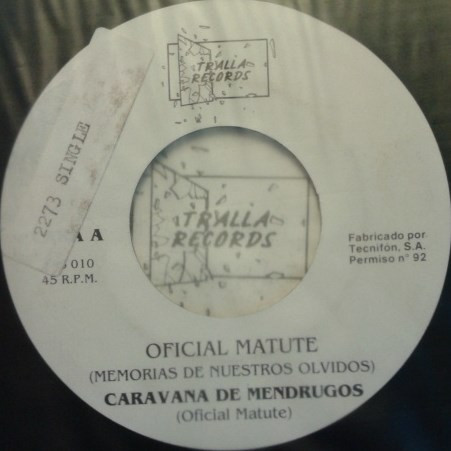 TRALLA
RECORDS
2273 SINGLE
TRALLA
RECORDS
A
010
45 R.P.M.
Fabricado por
Tecnifón, S.A.
Permiso nº 92
OFICIAL MATUTE
(MEMORIAS DE NUESTROS OLVIDOS)
CARAVANA DE MENDRUGOS
(Oficial Matute)